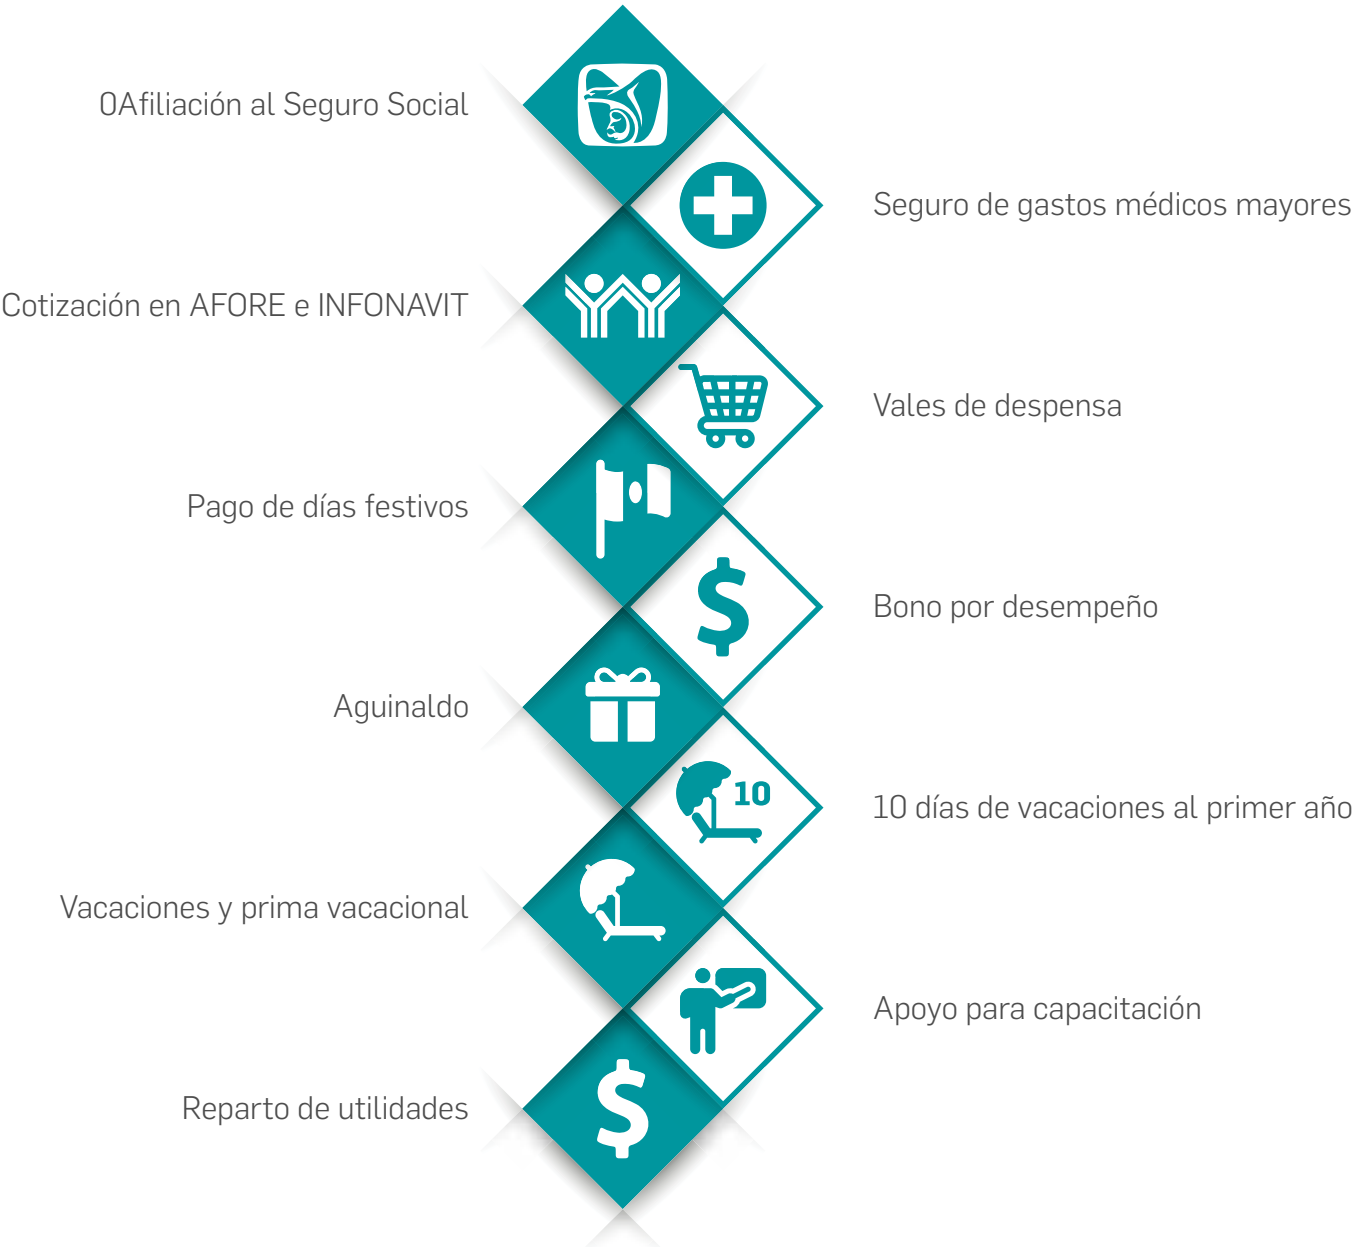 0Afiliación al Seguro Social
Seguro de gastos médicos mayores
Cotización en AFORE e INFONAVIT
Vales de despensa
Pago de días festivos
Bono por desempeño
Aguinaldo
10
10 días de vacaciones al primer año
Vacaciones y prima vacacional
Apoyo para capacitación
Reparto de utilidades